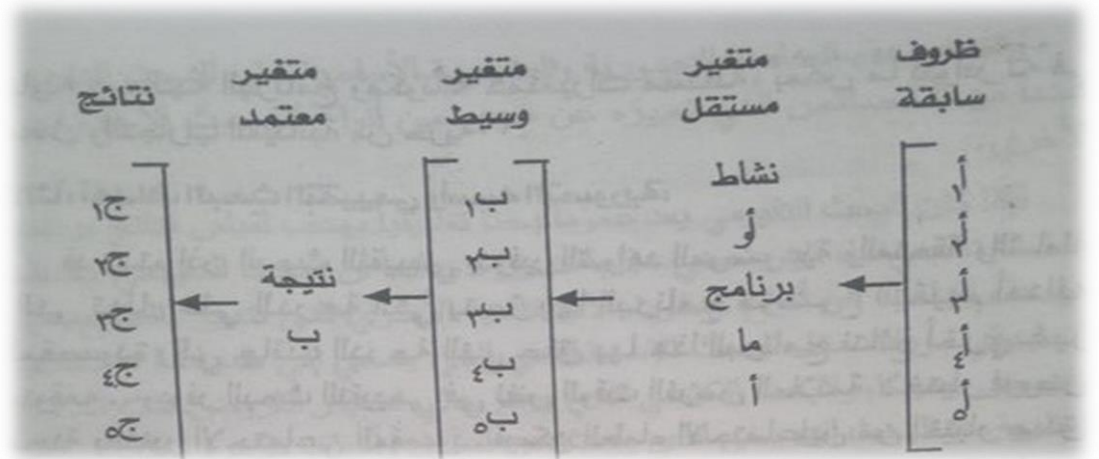 ظروف سابقة
متغير مستقل
متغير وسيط
متغير معتمد
نتائج
أ١
أ٢
أ٣
أ٤
أ٥
نشاط
أو
برنامج
ما
أ
ب١
ب٢
ب٣
ب٤
ب٥
نتيجة
ب
ج١
ج٢
ج٣
ج٤
ج٥